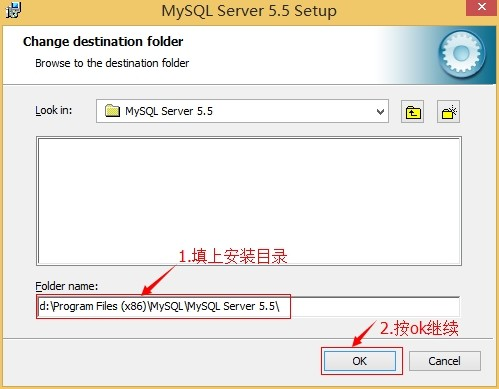 MySQL Server 5.5 Setup
Change destination folder
Browse to the destination folder
Look in:
MySQL Server 5.5
1.填上安装目录
Folder name:
d:\Program Files (x86)\MySQL\MySQL Server 5.5\
2.按ok继续
OK
Cancel